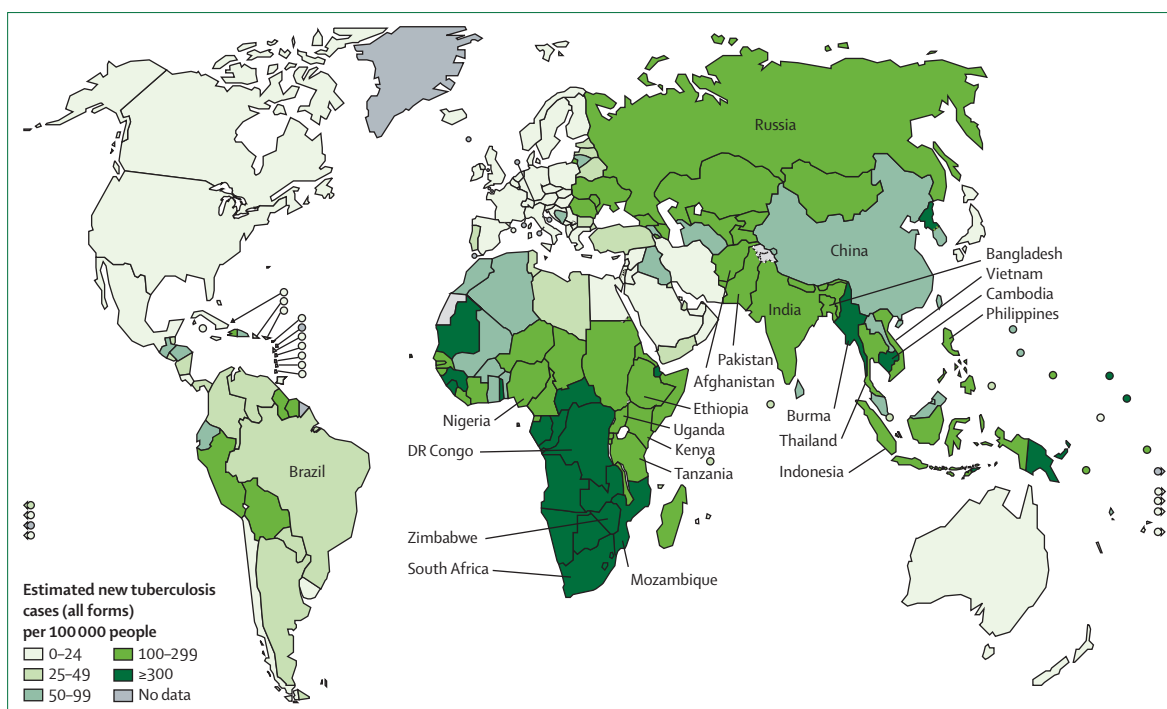 Russia
China
Bangladesh
Vietnam
Cambodia
Philippines
India
Pakistan
Afghanistan
Nigeria
Ethiopia
Uganda
Burma
DR Congo
Kenya
Thailand
Brazil
Tanzania
Indonesia
Zimbabwe
South Africa
Mozambique
Estimated new tuberculosis
cases (all forms)
per 100 000 people
0–24
100–299
25–49
≥300
50–99
No data